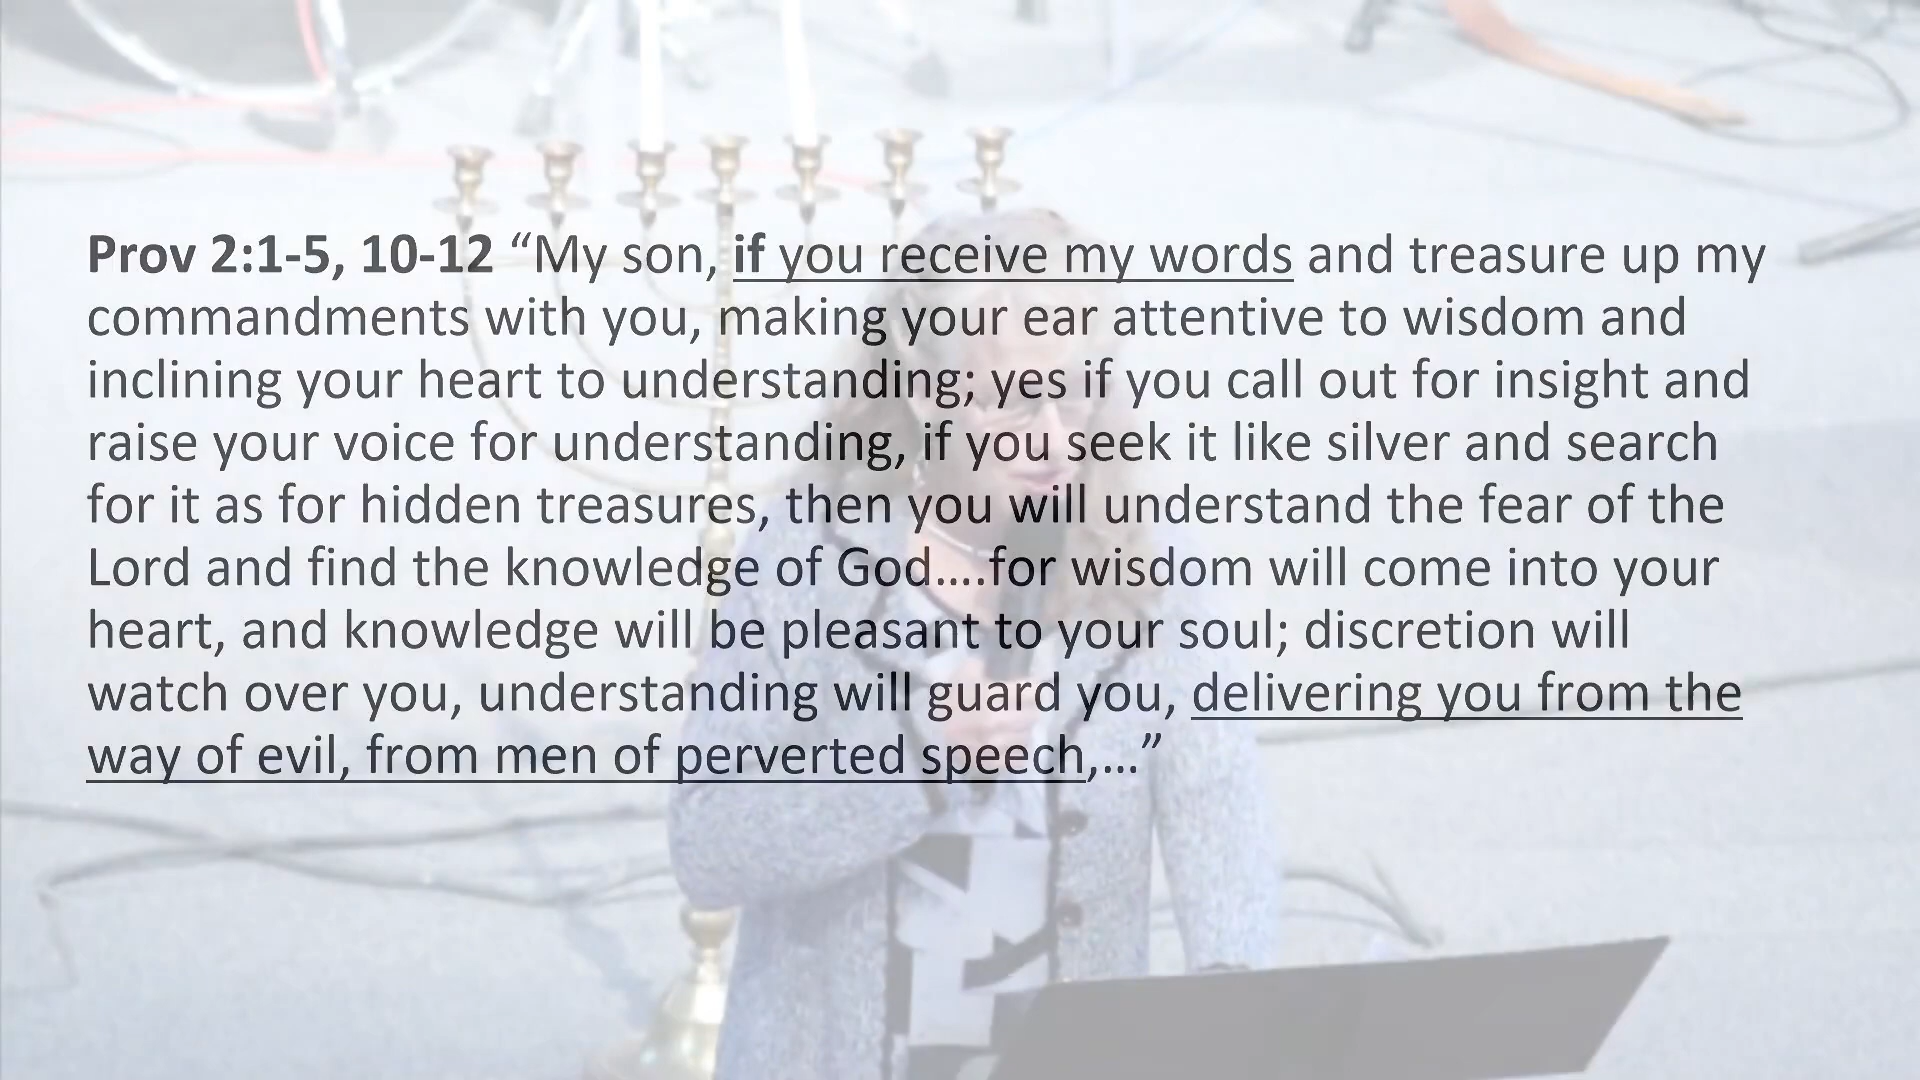 Prov 2:1-5, 10-12 “My son, if you receive my words and treasure up my
commandments with you, making your ear attentive to wisdom and
inclining your heart to understanding; yes if you call out for insight and
raise your voice for understanding, if you seek it like silver and search
for it as for hidden treasures, then you will understand the fear of the
Lord and find the knowledge of God....for wisdom will come into your
heart, and knowledge will be pleasant to your soul; discretion will
watch over you, understanding will guard you, delivering you from the
way of evil, from men of perverted speech,...”